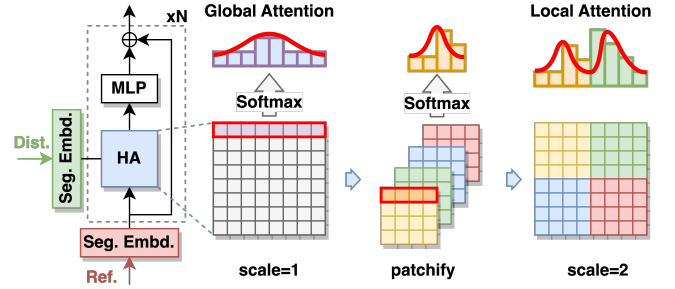 xN
MLP
HA
Dist.
Seg. Embd.
Seg. Embd.
Ref.
Global Attention
Softmax
scale=1
Softmax
patchify
Local Attention
scale=2